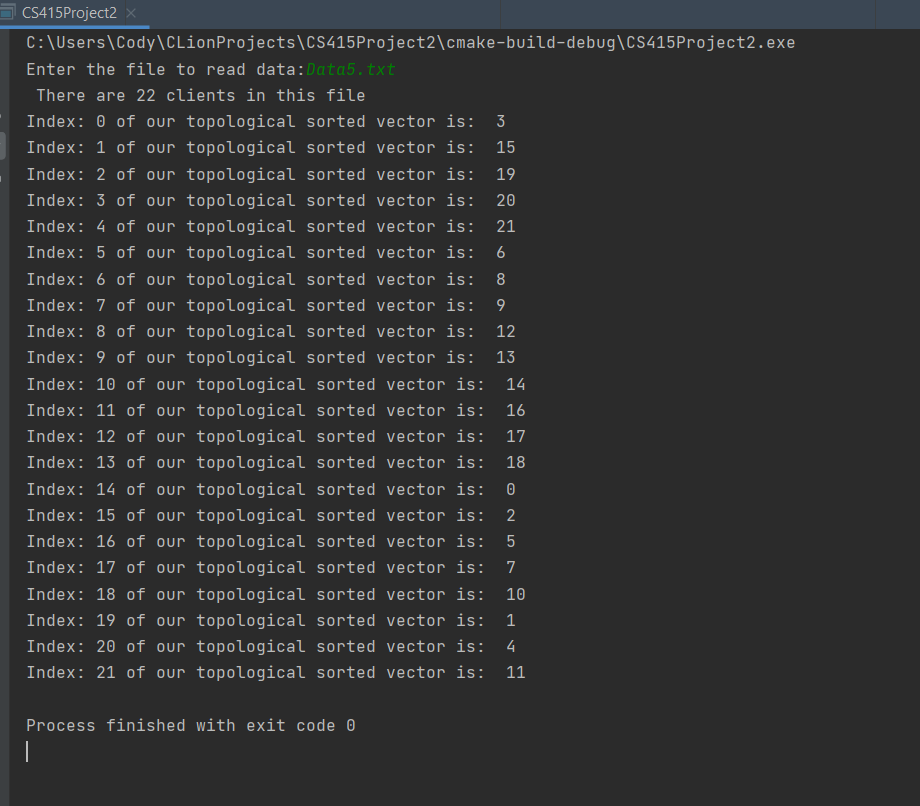 CS415Project2
C:\Users\Cody\CLionProjects\CS415Project2\cmake-build-debug\CS415Project2.exe
Enter the file to read data:Data5.txt
 There are 22 clients in this file
Index: 0 of our topological sorted vector is:  3
Index: 1 of our topological sorted vector is:  15
Index: 2 of our topological sorted vector is:  19
Index: 3 of our topological sorted vector is:  20
Index: 4 of our topological sorted vector is:  21
Index: 5 of our topological sorted vector is:  6
Index: 6 of our topological sorted vector is:  8
Index: 7 of our topological sorted vector is:  9
Index: 8 of our topological sorted vector is:  12
Index: 9 of our topological sorted vector is:  13
Index: 10 of our topological sorted vector is:  14
Index: 11 of our topological sorted vector is:  16
Index: 12 of our topological sorted vector is:  17
Index: 13 of our topological sorted vector is:  18
Index: 14 of our topological sorted vector is:  0
Index: 15 of our topological sorted vector is:  2
Index: 16 of our topological sorted vector is:  5
Index: 17 of our topological sorted vector is:  7
Index: 18 of our topological sorted vector is:  10
Index: 19 of our topological sorted vector is:  1
Index: 20 of our topological sorted vector is:  4
Index: 21 of our topological sorted vector is:  11
Process finished with exit code 0